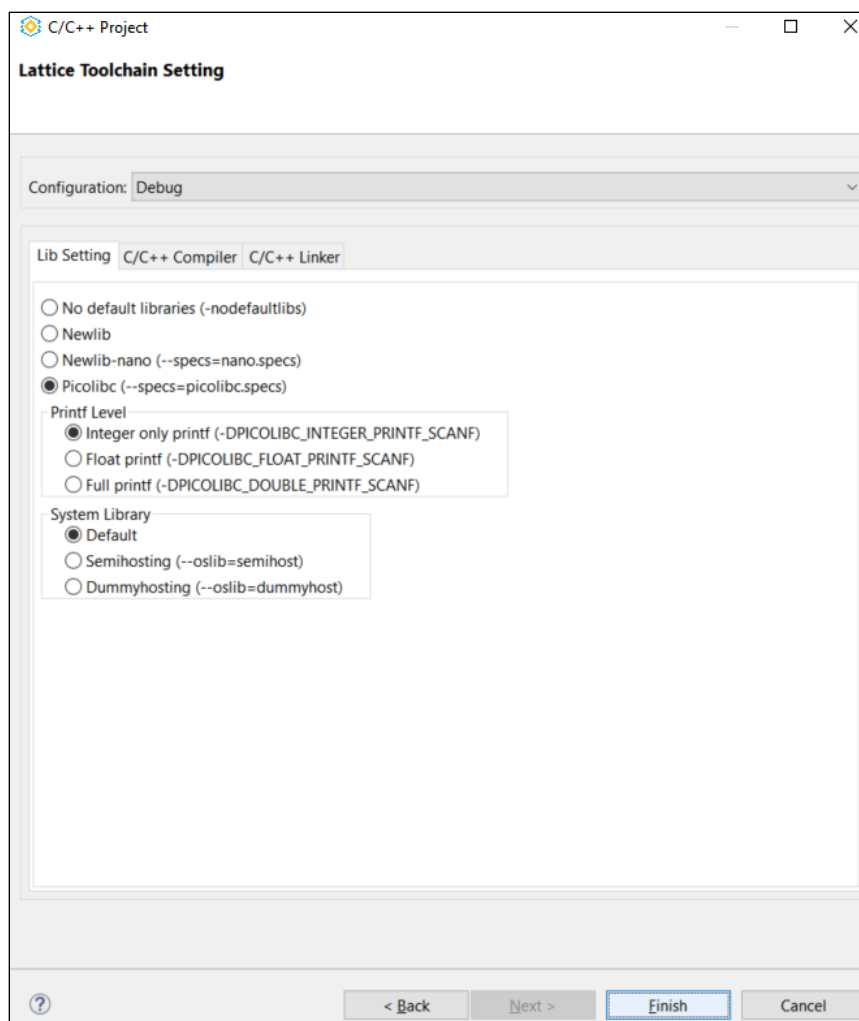 C/C++ Project
Lattice Toolchain Setting
Configuration: Debug
Lib Setting C/C++ Compiler C/C++ Linker
No default libraries (-nodefaultlibs)
Newlib
Newlib-nano (--specs=nano.specs)
Picolibc (--specs=picolibc.specs)
Printf Level
Integer only printf (-DPICOLIBC_INTEGER_PRINTF_SCANF)
Float printf (-DPICOLIBC_FLOAT_PRINTF_SCANF)
Full printf (-DPICOLIBC_DOUBLE_PRINTF_SCANF)
System Library
Default
Semihosting (--oslib=semihost)
Dummyhosting (--oslib=dummyhost)
? < Back Next > Finish Cancel